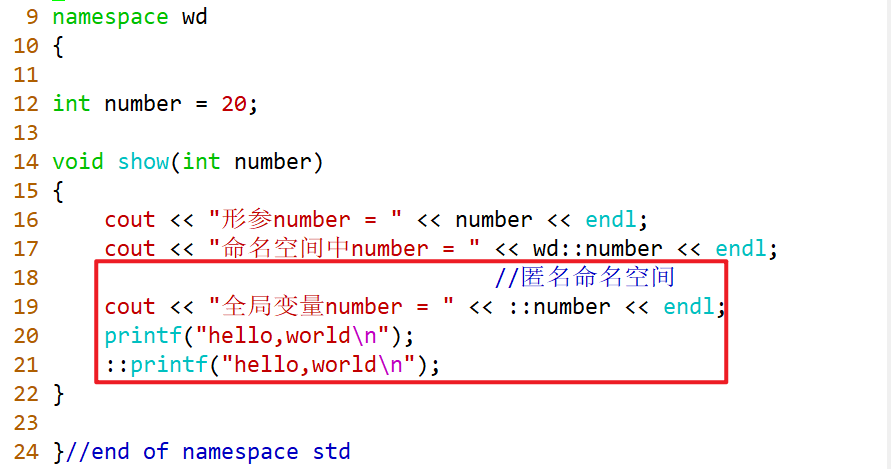 9 namespace wd
10 {
11
12 int number = 20;
13
14 void show(int number)
15 {
16     cout << "形参number = " << number << endl;
17     cout << "命名空间中number = " << wd::number << endl;
18                                   //匿名命名空间
19     cout << "全局变量number = " << ::number << endl;
20     printf("hello,world\n");
21     ::printf("hello,world\n");
22 }
23
24 }//end of namespace std